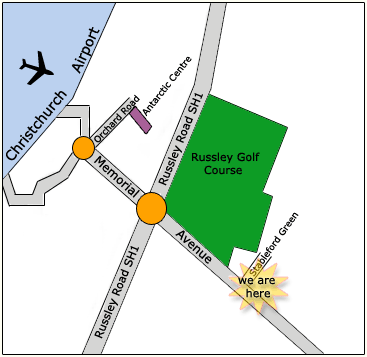 Christchurch
Airport
Orchard Road
Antarctic Centre
Russley Road SH1
Russley Golf
Course
Memorial
Avenue
Stableford Green
Russley Road SH1
we are
here